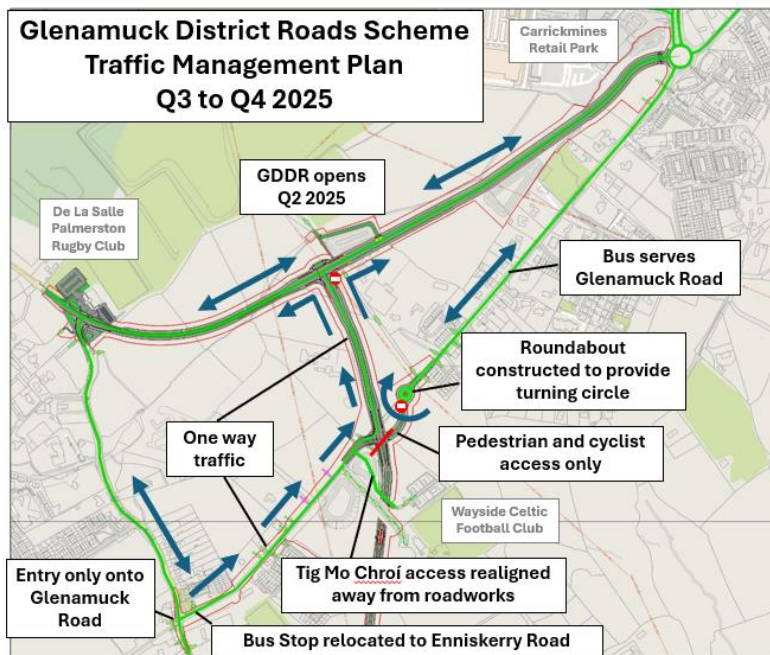 Glenamuck District Roads Scheme
Traffic Management Plan
Q3 to Q4 2025
Carrickmines
Retail Park
GDDR opens
Q2 2025
De La Salle
Palmerston
Rugby Club
Bus serves
Glenamuck Road
Roundabout
constructed to provide
turning circle
One way
traffic
Pedestrian and cyclist
access only
Wayside Celtic
Football Club
Entry only onto
Glenamuck
Road
Tig Mo Chroí access realigned
away from roadworks
Bus Stop relocated to Enniskerry Road